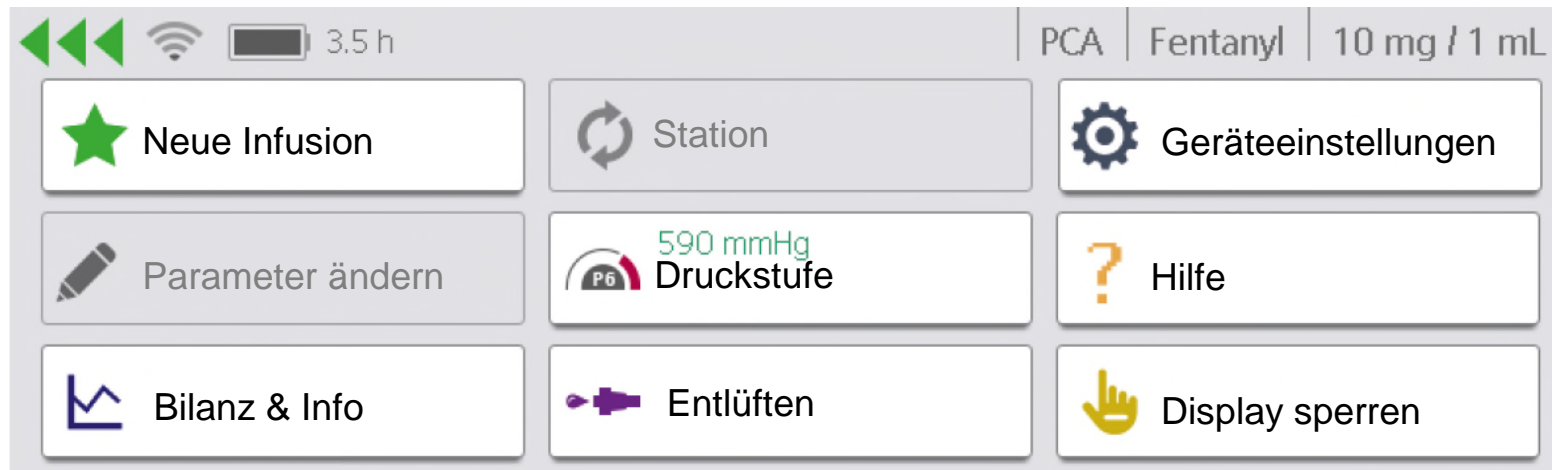 3.5 h PCA Fentanyl 10 mg / 1 mL
Neue Infusion
Station
Geräteeinstellungen
Parameter ändern
590 mmHg
P6
Druckstufe
?
Hilfe
Bilanz & Info
Entlüften
Display sperren